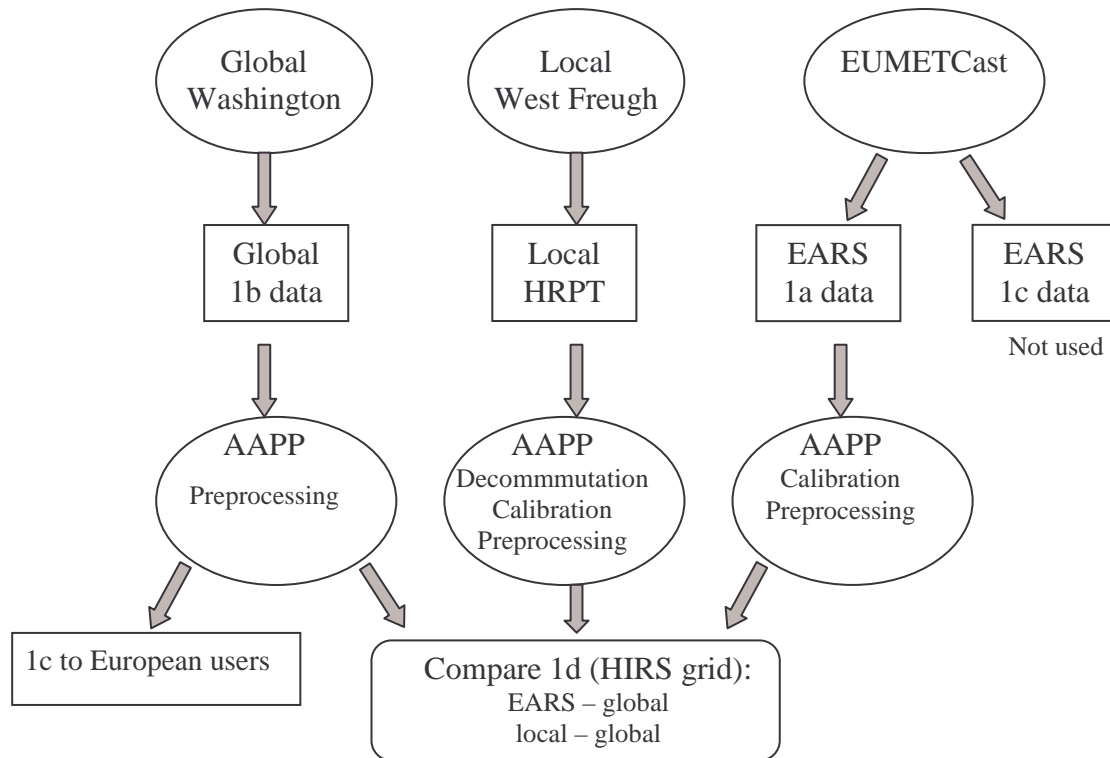 Global
Washington
Local
West Freugh
EUMETCast
Global
1b data
Local
HRPT
EARS
1a data
EARS
1c data
Not used
AAPP
Preprocessing
AAPP
Decommmutation
Calibration
Preprocessing
AAPP
Calibration
Preprocessing
1c to European users
Compare 1d (HIRS grid):
EARS – global
local – global